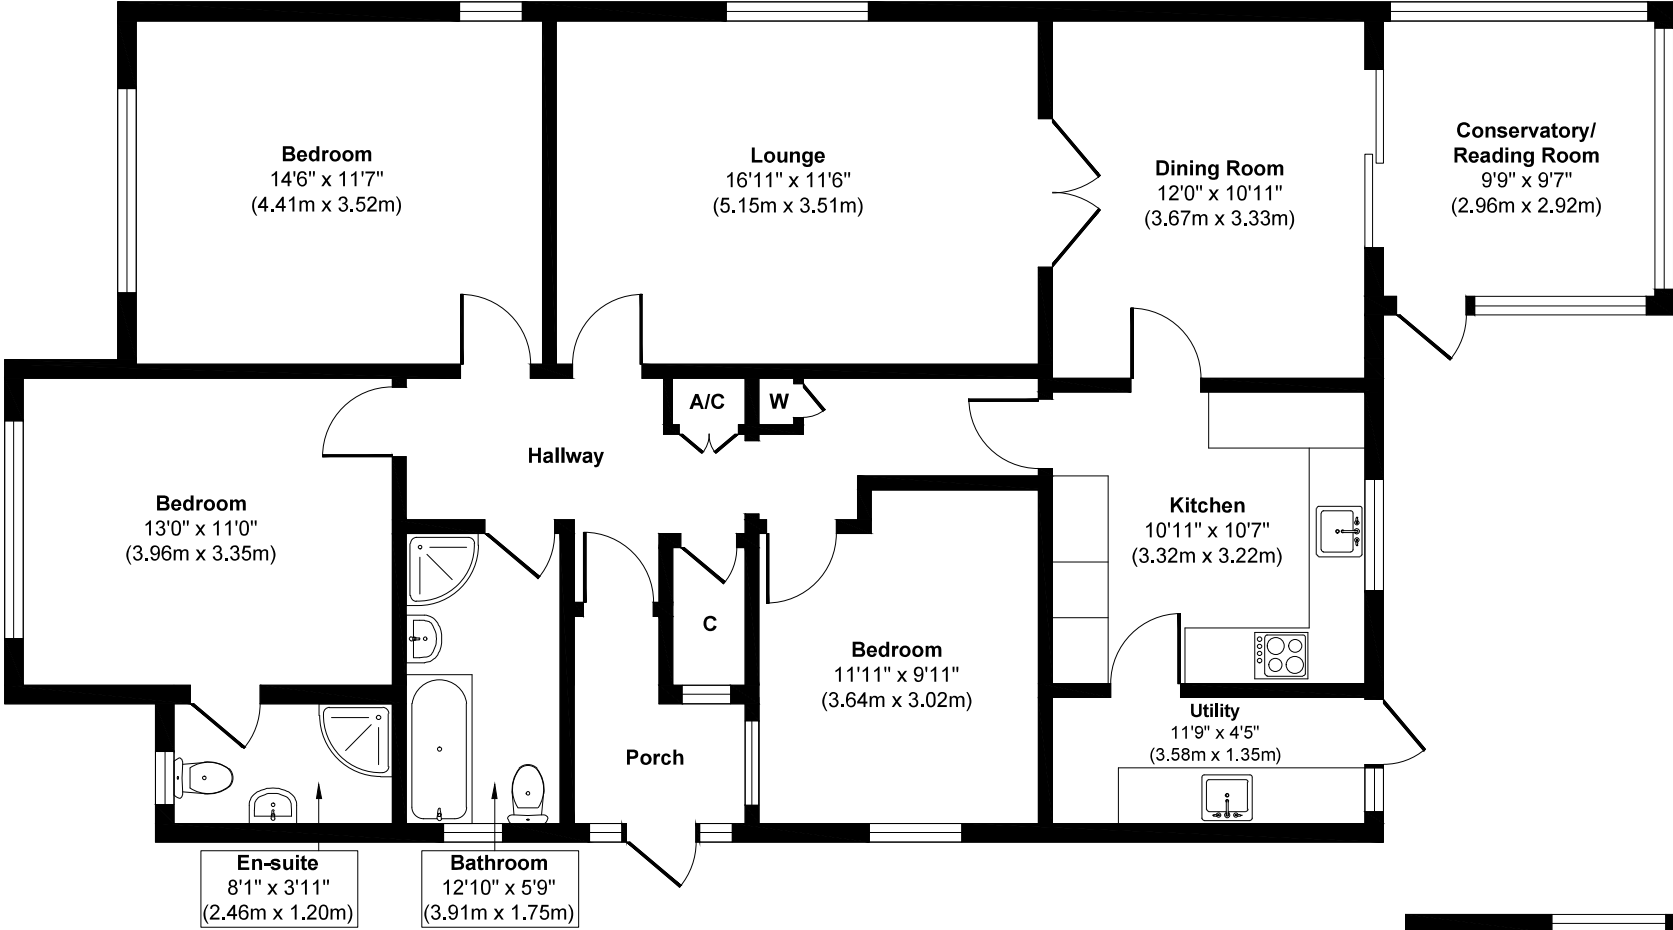 Bedroom
14'6" x 11'7"
(4.41m x 3.52m)
Lounge
16'11" x 11'6"
(5.15m x 3.51m)
Dining Room
12'0" x 10'11"
(3.67m x 3.33m)
Conservatory/
Reading Room
9'9" x 9'7"
(2.96m x 2.92m)
A/C
W
Hallway
Bedroom
13'0" x 11'0"
(3.96m x 3.35m)
Kitchen
10'11" x 10'7"
(3.32m x 3.22m)
C
Bedroom
11'11" x 9'11"
(3.64m x 3.02m)
Utility
11'9" x 4'5"
(3.58m x 1.35m)
Porch
En-suite
8'1" x 3'11"
(2.46m x 1.20m)
Bathroom
12'10" x 5'9"
(3.91m x 1.75m)